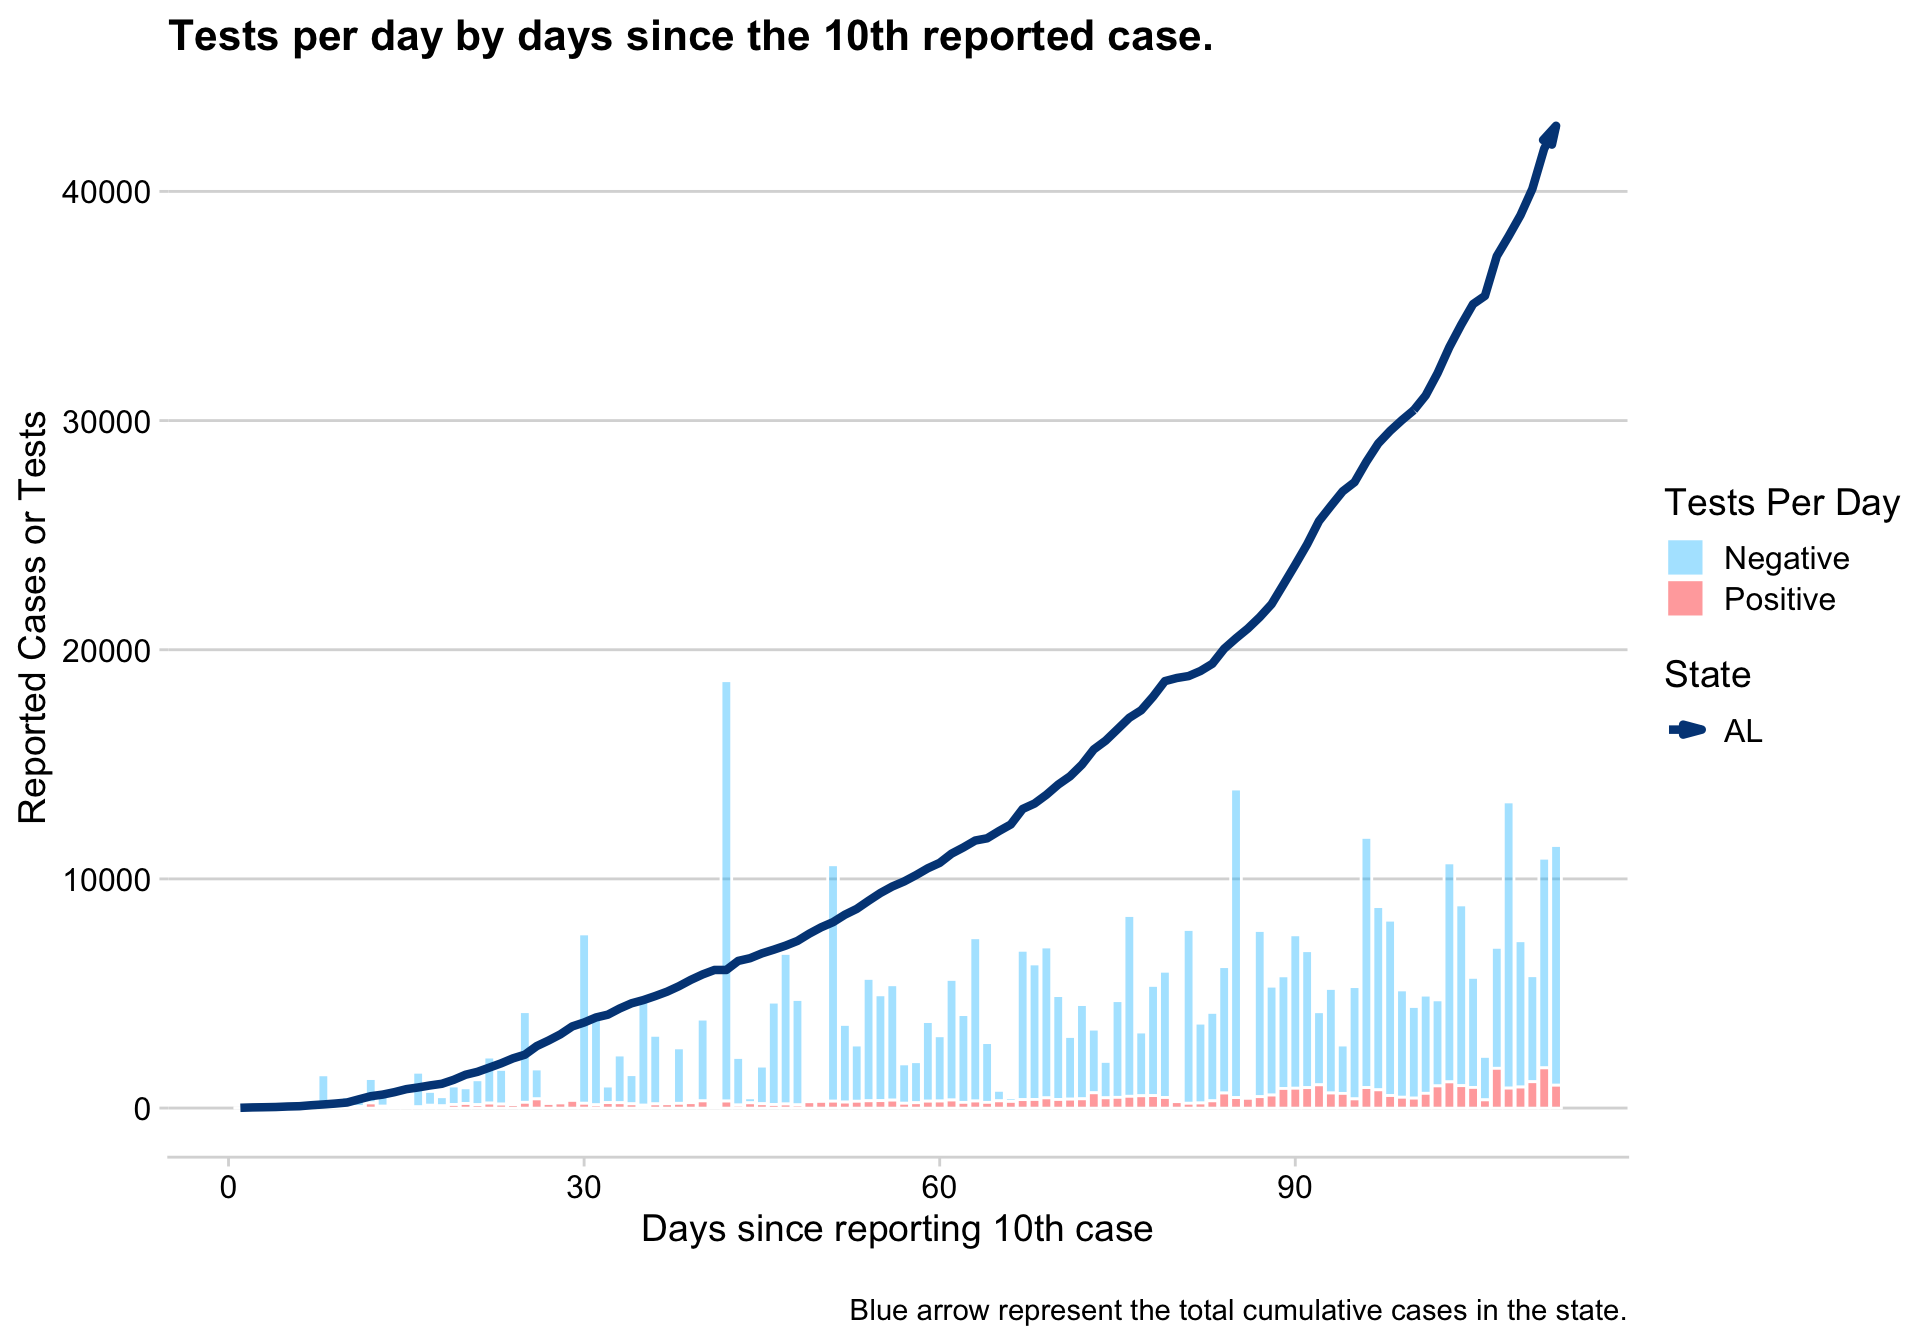 Tests per day by days since the 10th reported case.
40000
30000
20000
10000
0
Reported Cases or Tests
0 30 60 90
Days since reporting 10th case
Tests Per Day
Negative
Positive
State
AL
Blue arrow represent the total cumulative cases in the state.